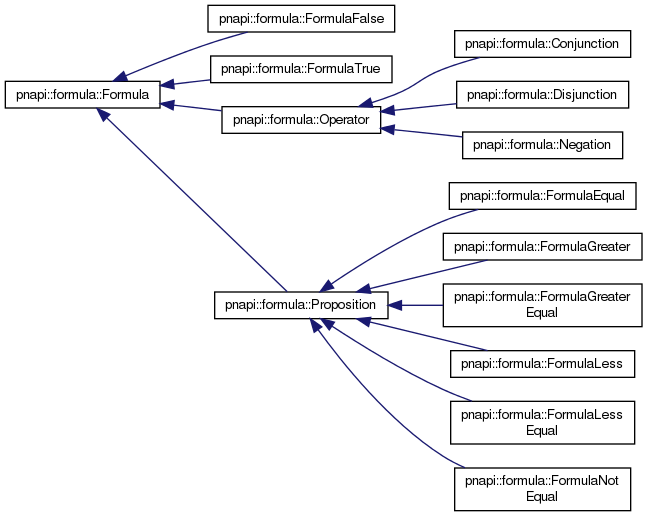 pnapi::formula::Formula
pnapi::formula::FormulaFalse
pnapi::formula::FormulaTrue
pnapi::formula::Operator
pnapi::formula::Conjunction
pnapi::formula::Disjunction
pnapi::formula::Negation
pnapi::formula::Proposition
pnapi::formula::FormulaEqual
pnapi::formula::FormulaGreater
pnapi::formula::FormulaGreater
Equal
pnapi::formula::FormulaLess
pnapi::formula::FormulaLess
Equal
pnapi::formula::FormulaNot
Equal